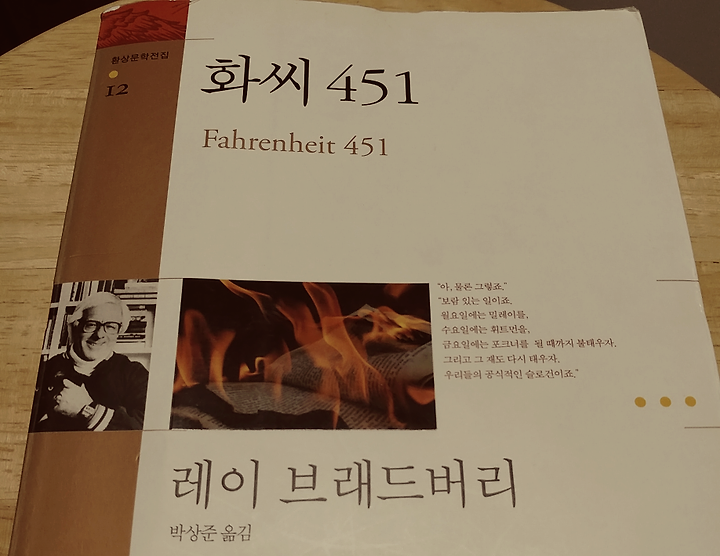 환상문학전집
12
화씨 451
Fahrenheit 451
"아, 물론 그렇죠."
"보람 있는 일이죠.
월요일에는 밀레이를,
수요일에는 휘트먼을,
금요일에는 포크너를 될 때까지 불태우자.
그리고 그 재도 다시 태우자.
우리들의 공식적인 슬로건이죠."
레이 브래드버리
박상준 옮김